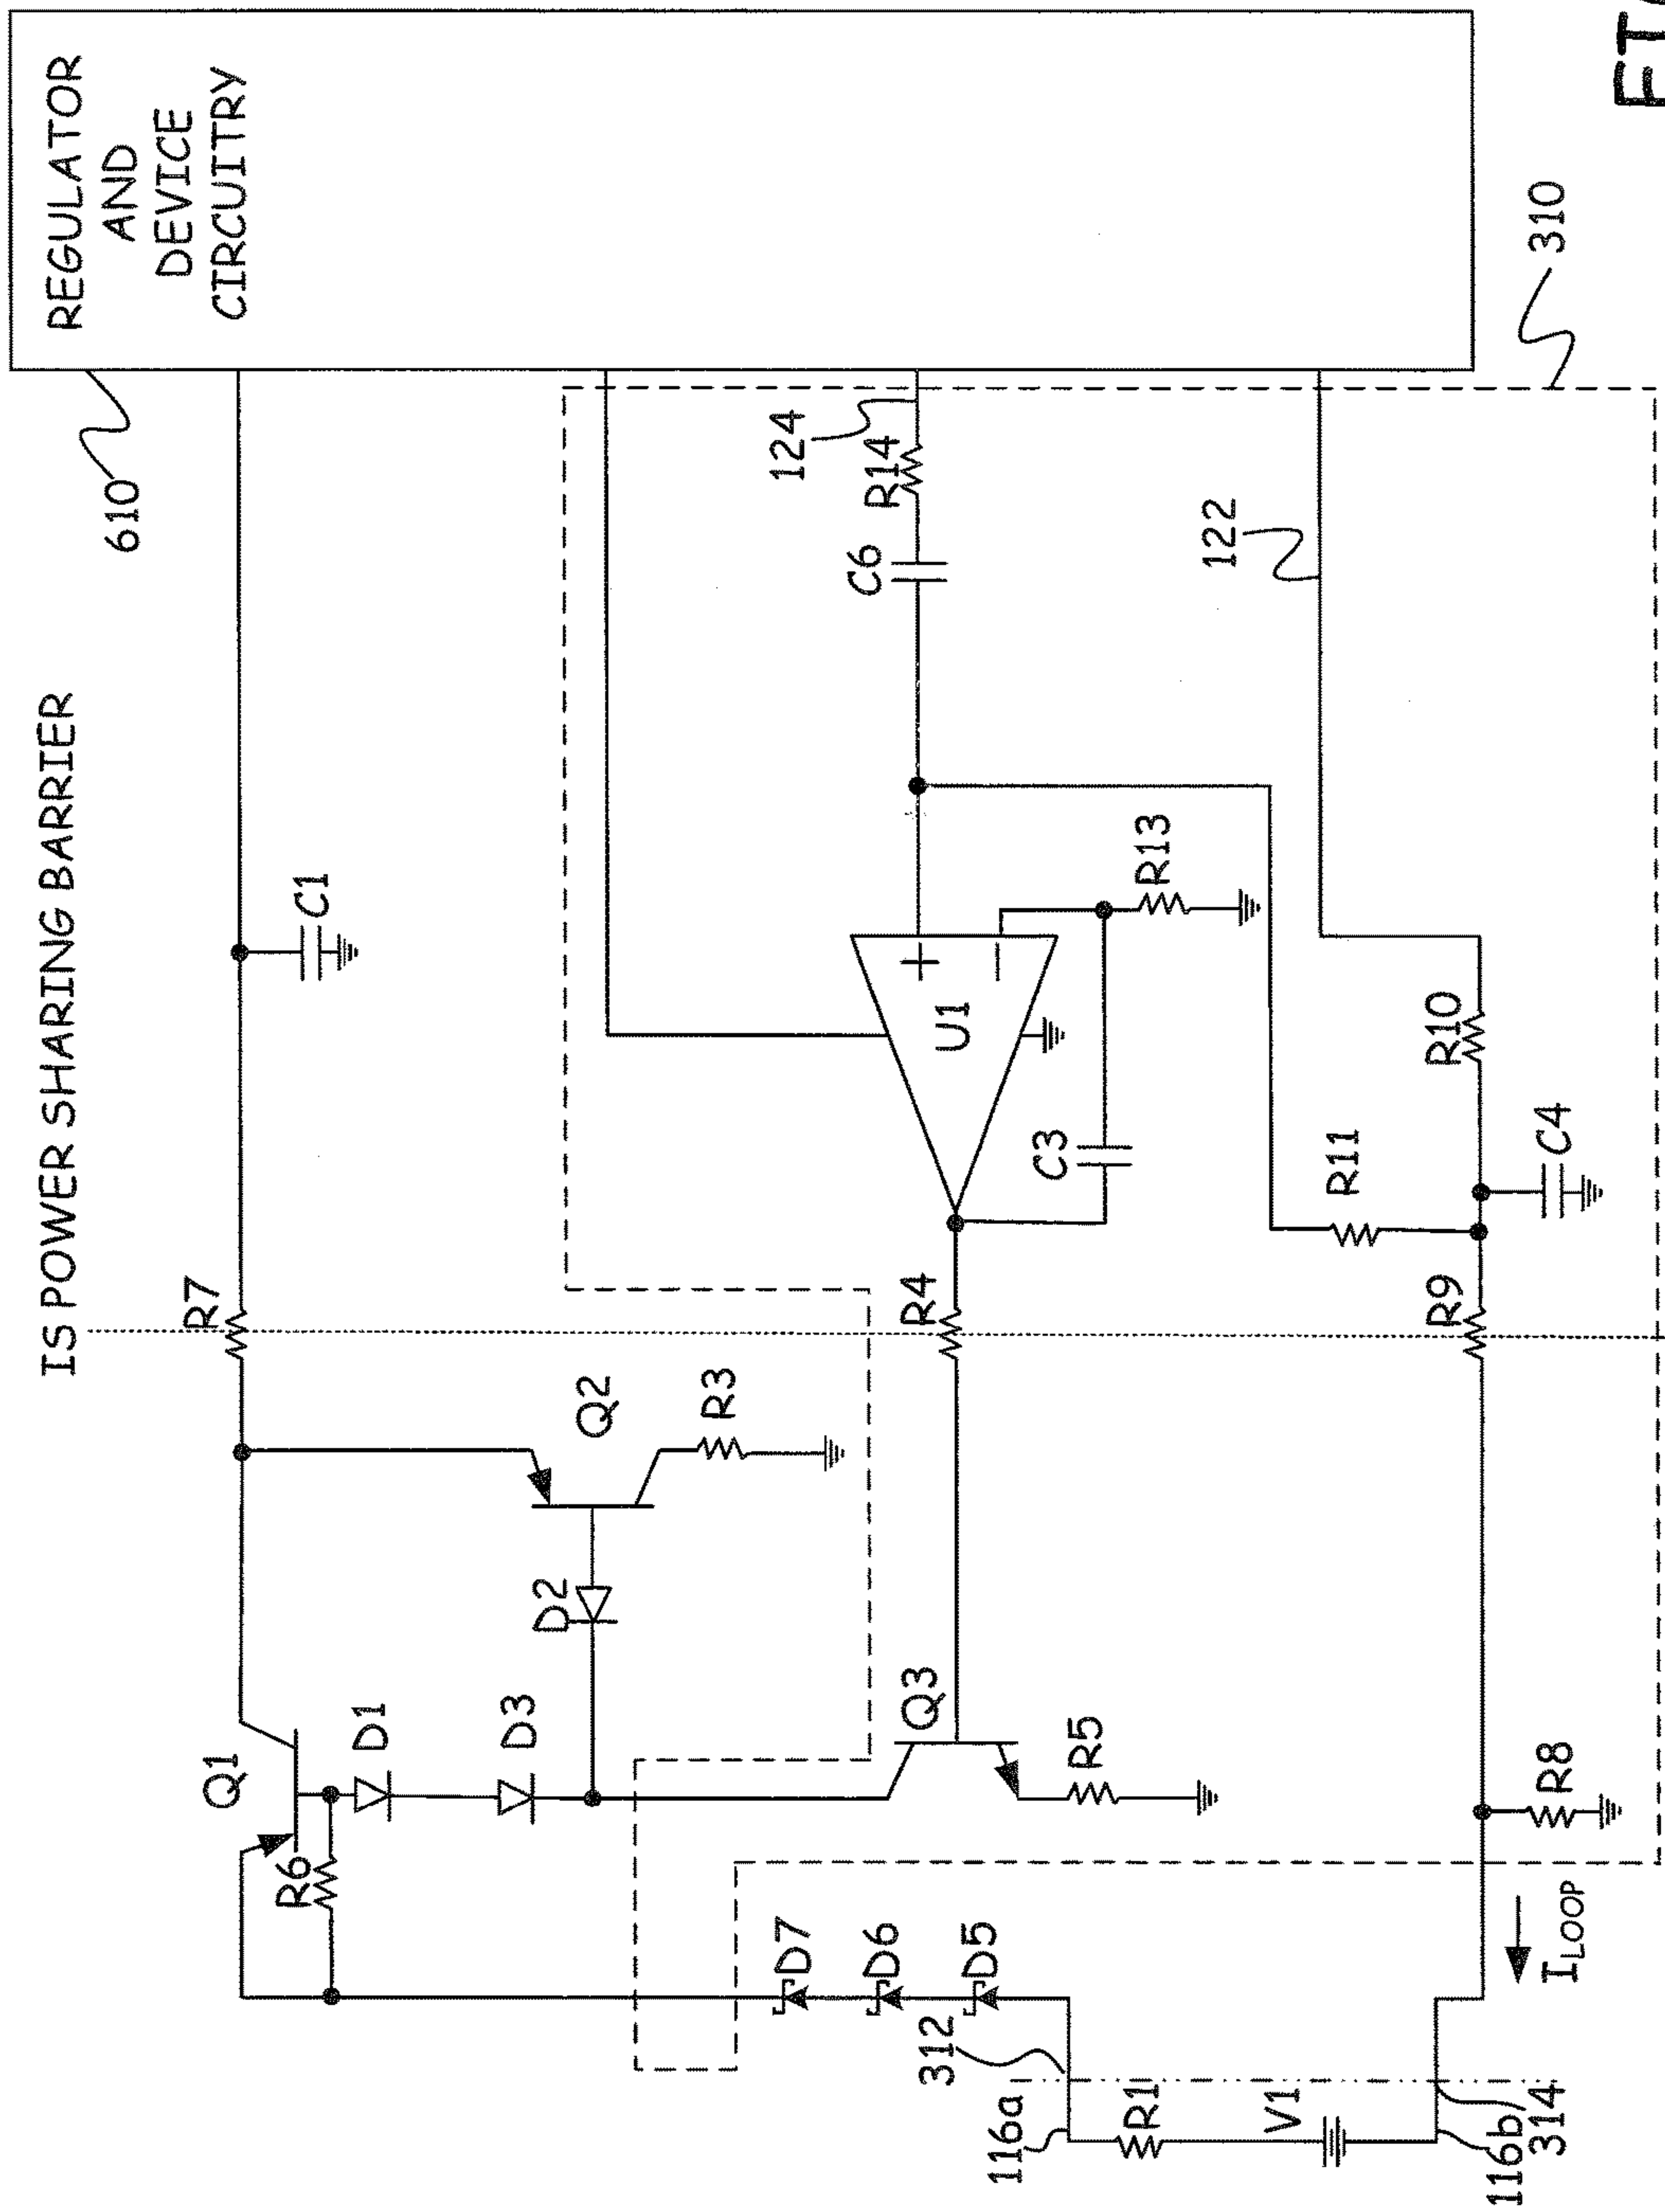 REGULATOR
AND
DEVICE
CIRCUITRY
610
IS POWER SHARING BARRIER
R7
C1
Q1
R6
D1
D3
D2
Q2
R3
124
R14
C6
U1
+
−
C3
R13
R4
Q3
R5
122
R10
R11
C4
R9
R8
310
D7
D6
D5
312
116a
R1
V1
116b
314
ILOOP